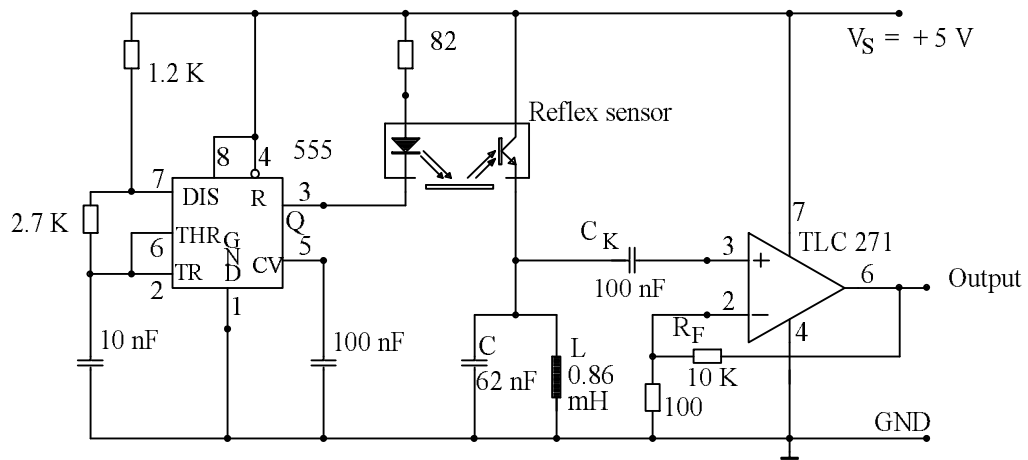 82
V_S = + 5 V
1.2 K
Reflex sensor
555
8 4
7
DIS R
3
2.7 K
Q
THR G
6
N
5
TR D CV
2
1
C_K
3
7
TLC 271
+
6
Output
100 nF
2
−
R_F
4
10 nF
100 nF
C
62 nF
L
0.86
mH
10 K
100
GND